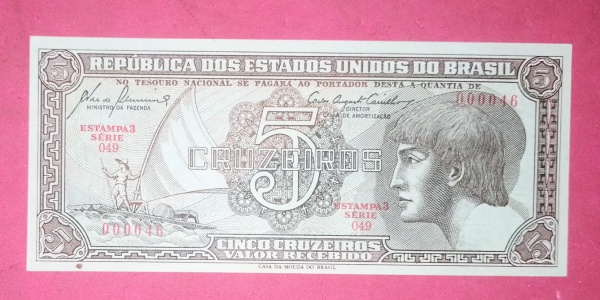 5
5
REPÚBLICA DOS ESTADOS UNIDOS DO BRASIL
NO TESOURO NACIONAL SE PAGARÁ AO PORTADOR DESTA A QUANTIA DE
MINISTRO DA FAZENDA
DIRETOR
CAIXA DE AMORTIZAÇÃO
000046
ESTAMPA 3
SÉRIE
049
5
CRUZEIROS
ESTAMPA 3
SÉRIE
049
000046
5
5
CINCO CRUZEIROS
VALOR RECEBIDO
CASA DA MOEDA DO BRASIL